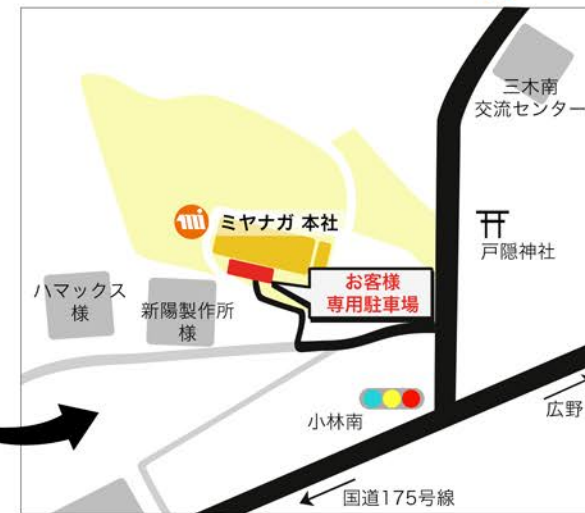 三木南
交流センター
ミヤナガ 本社
戸隠神社
お客様
専用駐車場
ハマックス
様
新陽製作所
様
小林南
広野
国道175号線